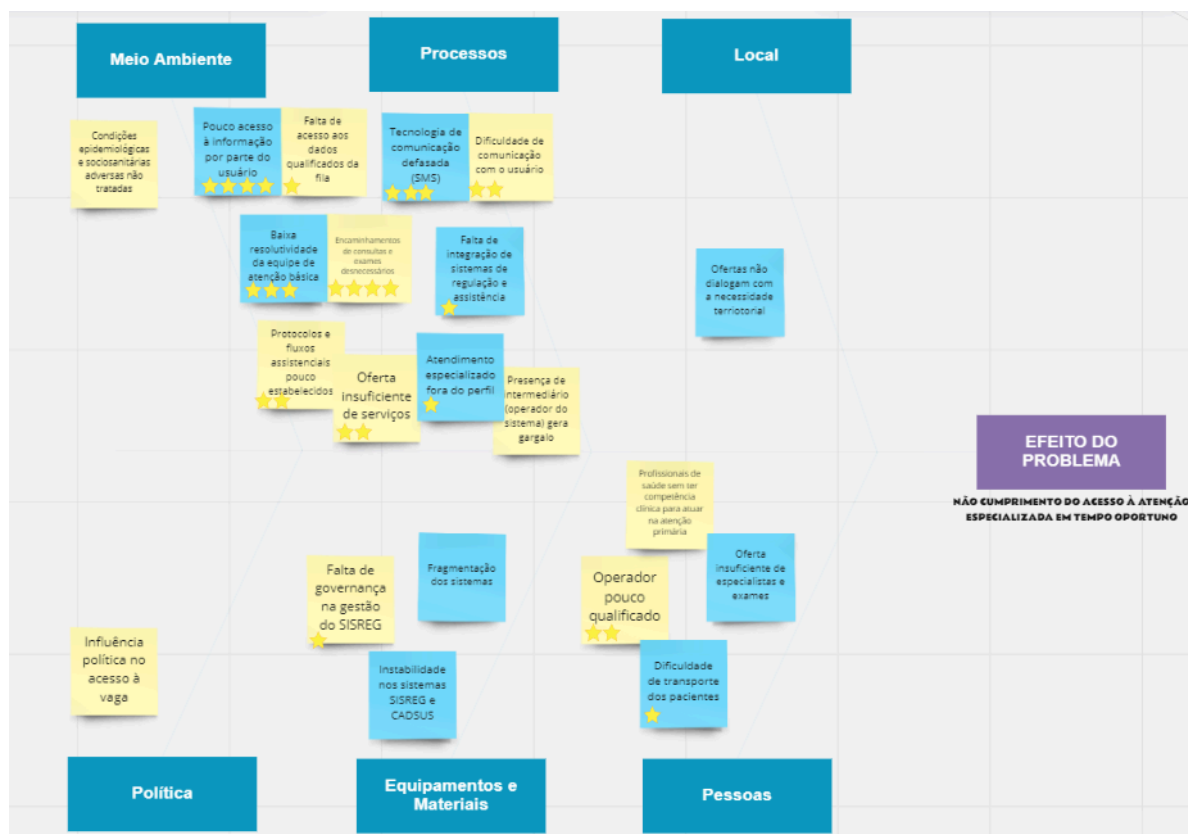 Meio Ambiente
Processos
Local
Condições
epidemiológicas
e sociosanitárias
adversas não
tratadas
Pouco acesso
à informação
por parte do
usuário
Falta de
acesso aos
dados
qualificados da
fila
Tecnologia de
comunicação
defasada
(SMS)
Dificuldade de
comunicação
com o usuário
Baixa
resolutividade
da equipe de
atenção básica
Encaminhamentos
de consultas e
exames
desnecessários
Falta de
integração de
sistemas de
regulação e
assistência
Ofertas não
dialogam com
a necessidade
terriotorial
Protocolos e
fluxos
assistenciais
pouco
estabelecidos
Oferta
insuficiente
de serviços
Atendimento
especializado
fora do perfil
Presença de
intermediário
(operador do
sistema) gera
gargalo
EFEITO DO
PROBLEMA
NÃO CUMPRIMENTO DO ACESSO À ATENÇÃO
ESPECIALIZADA EM TEMPO OPORTUNO
Profissionais de
saúde sem ter
competência
clínica para atuar
na atenção
primária
Falta de
governança
na gestão
do SISREG
Fragmentação
dos sistemas
Operador
pouco
qualificado
Oferta
insuficiente de
especialistas e
exames
Influência
política no
acesso à
vaga
Instabilidade
nos sistemas
SISREG e
CADSUS
Dificuldade
de transporte
dos pacientes
Política
Equipamentos e
Materiais
Pessoas